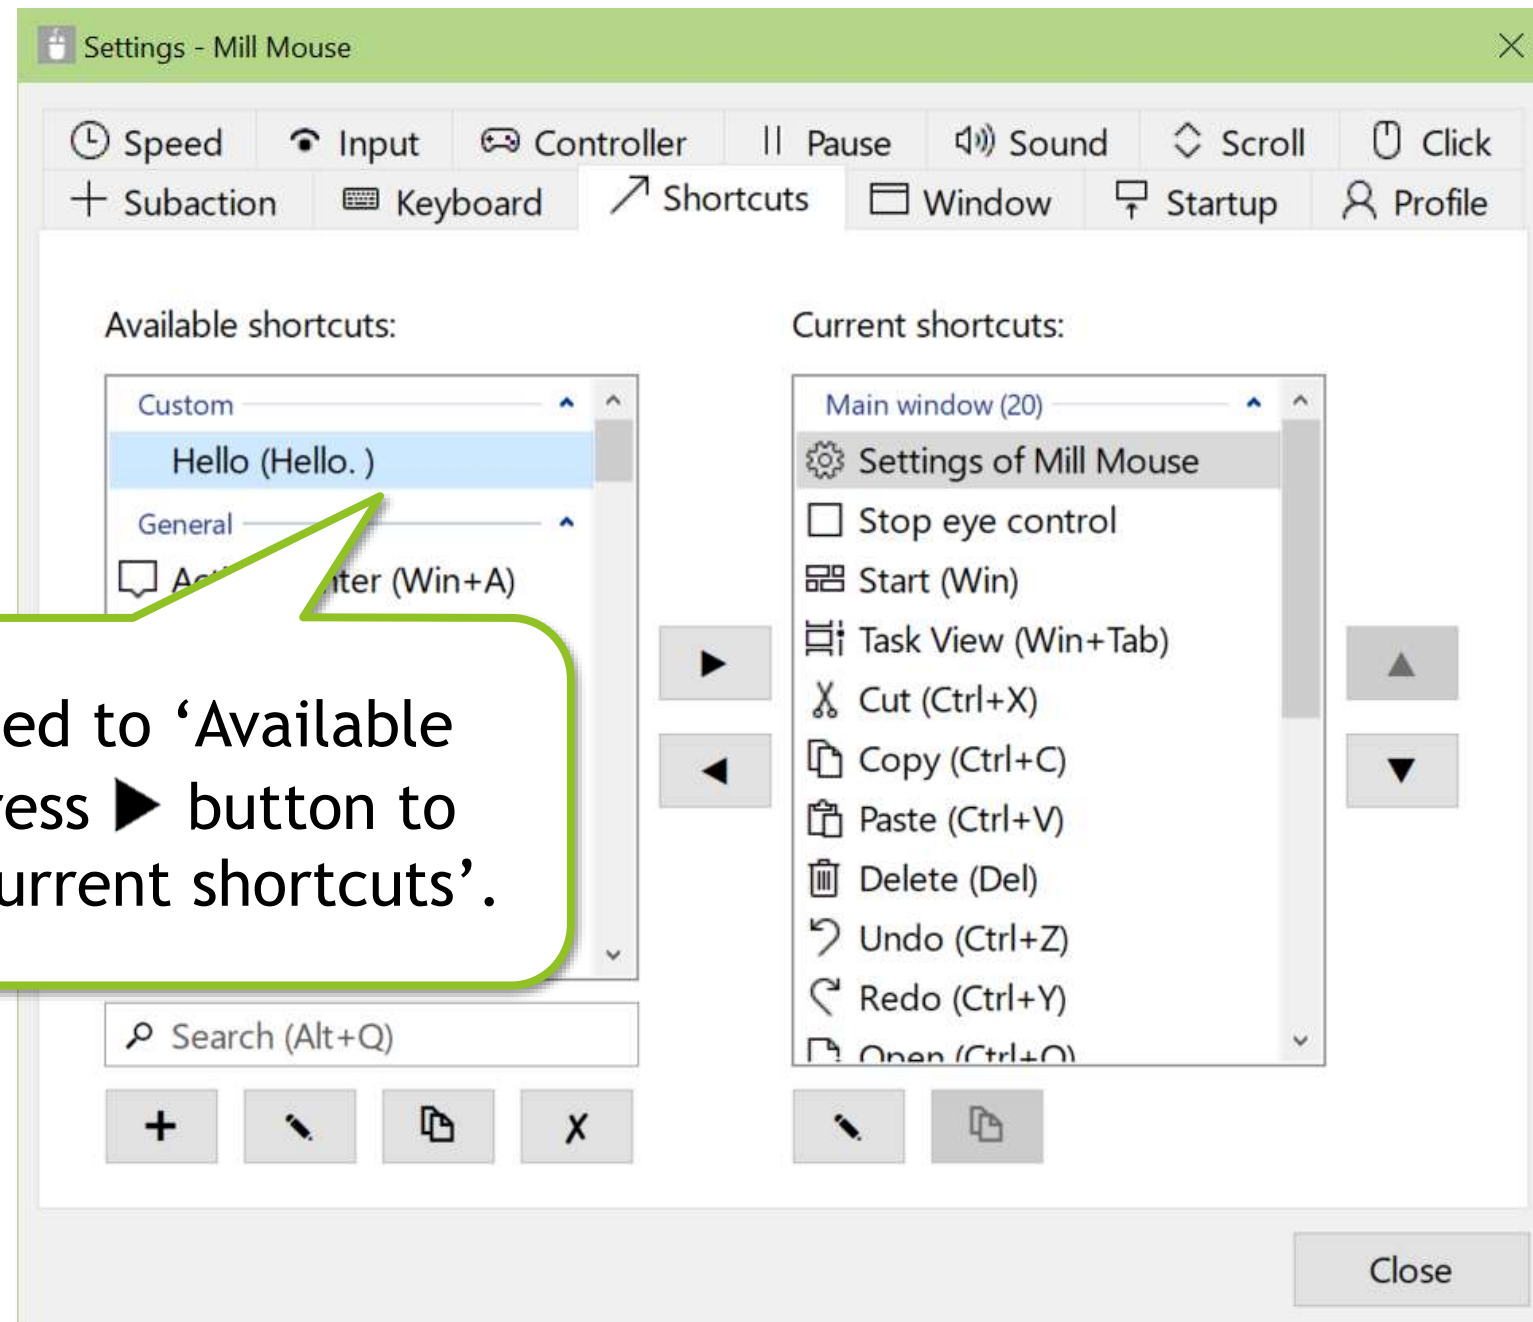 Settings - Mill Mouse
Speed Input Controller Pause Sound Scroll Click
Subaction Keyboard Shortcuts Window Startup Profile
Available shortcuts:
Custom
Hello (Hello. )
General
(Win+A)
ed to ‘Available
ress ▶ button to
urrent shortcuts’.
Search (Alt+Q)
Current shortcuts:
Main window (20)
Settings of Mill Mouse
Stop eye control
Start (Win)
Task View (Win+Tab)
Cut (Ctrl+X)
Copy (Ctrl+C)
Paste (Ctrl+V)
Delete (Del)
Undo (Ctrl+Z)
Redo (Ctrl+Y)
Open (Ctrl+O)
Close